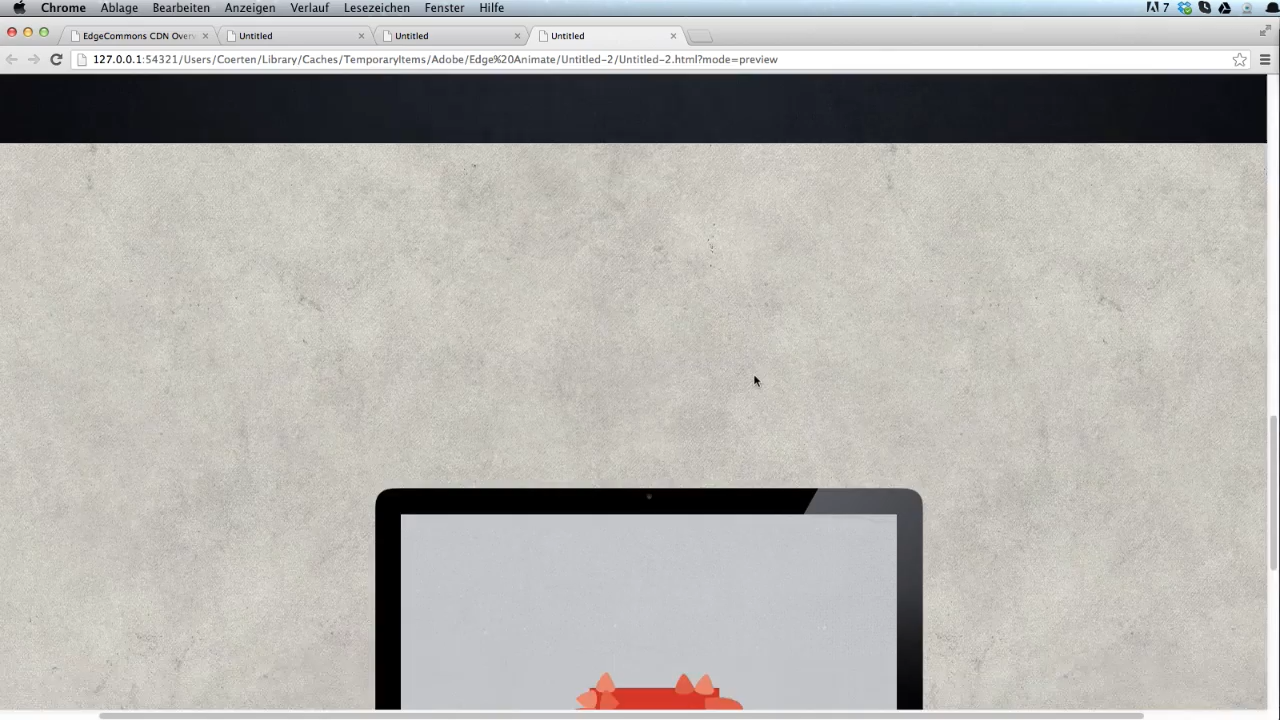 Chrome Ablage Bearbeiten Anzeigen Verlauf Lesezeichen Fenster Hilfe 7
EdgeCommons CDN Over Untitled Untitled Untitled
127.0.0.1:54321/Users/Coerten/Library/Caches/TemporaryItems/Adobe/Edge%20Animate/Untitled-2/Untitled-2.html?mode=preview